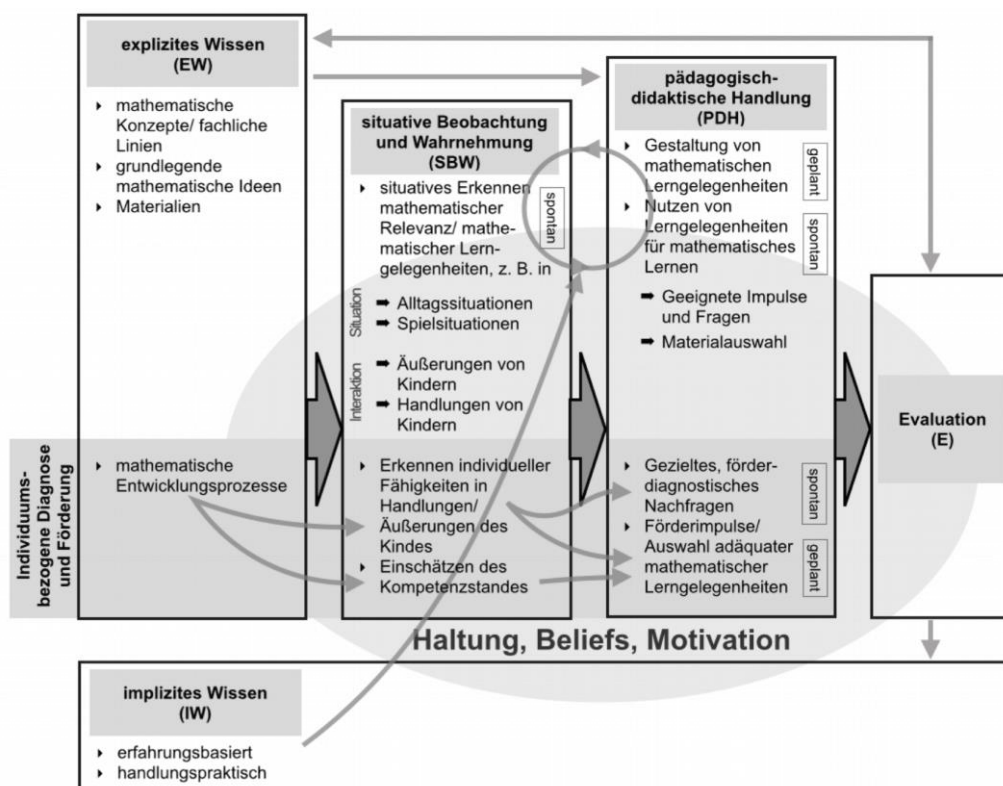 explizites Wissen
(EW)
mathematische
Konzepte/ fachliche
Linien
grundlegende
mathematische Ideen
Materialien
situative Beobachtung
und Wahrnehmung
(SBW)
situatives Erkennen
mathematischer
Relevanz/ mathe-
matischer Lern-
gelegenheiten, z. B. in
spontan
Situation
Alltagssituationen
Spielsituationen
Interaktion
Äußerungen von
Kindern
Handlungen von
Kindern
pädagogisch-
didaktische Handlung
(PDH)
Gestaltung von
mathematischen
Lerngelegenheiten
geplant
Nutzen von
Lerngelegenheiten
für mathematisches
Lernen
spontan
Geeignete Impulse
und Fragen
Materialauswahl
Evaluation
(E)
Individuums-
bezogene Diagnose
und Förderung
mathematische
Entwicklungsprozesse
Erkennen individueller
Fähigkeiten in
Handlungen/
Äußerungen des
Kindes
Einschätzen des
Kompetenzstandes
Gezieltes, förder-
diagnostisches
Nachfragen
spontan
Förderimpulse/
Auswahl adäquater
mathematischer
Lerngelegenheiten
geplant
Haltung, Beliefs, Motivation
implizites Wissen
(IW)
erfahrungsbasiert
handlungspraktisch